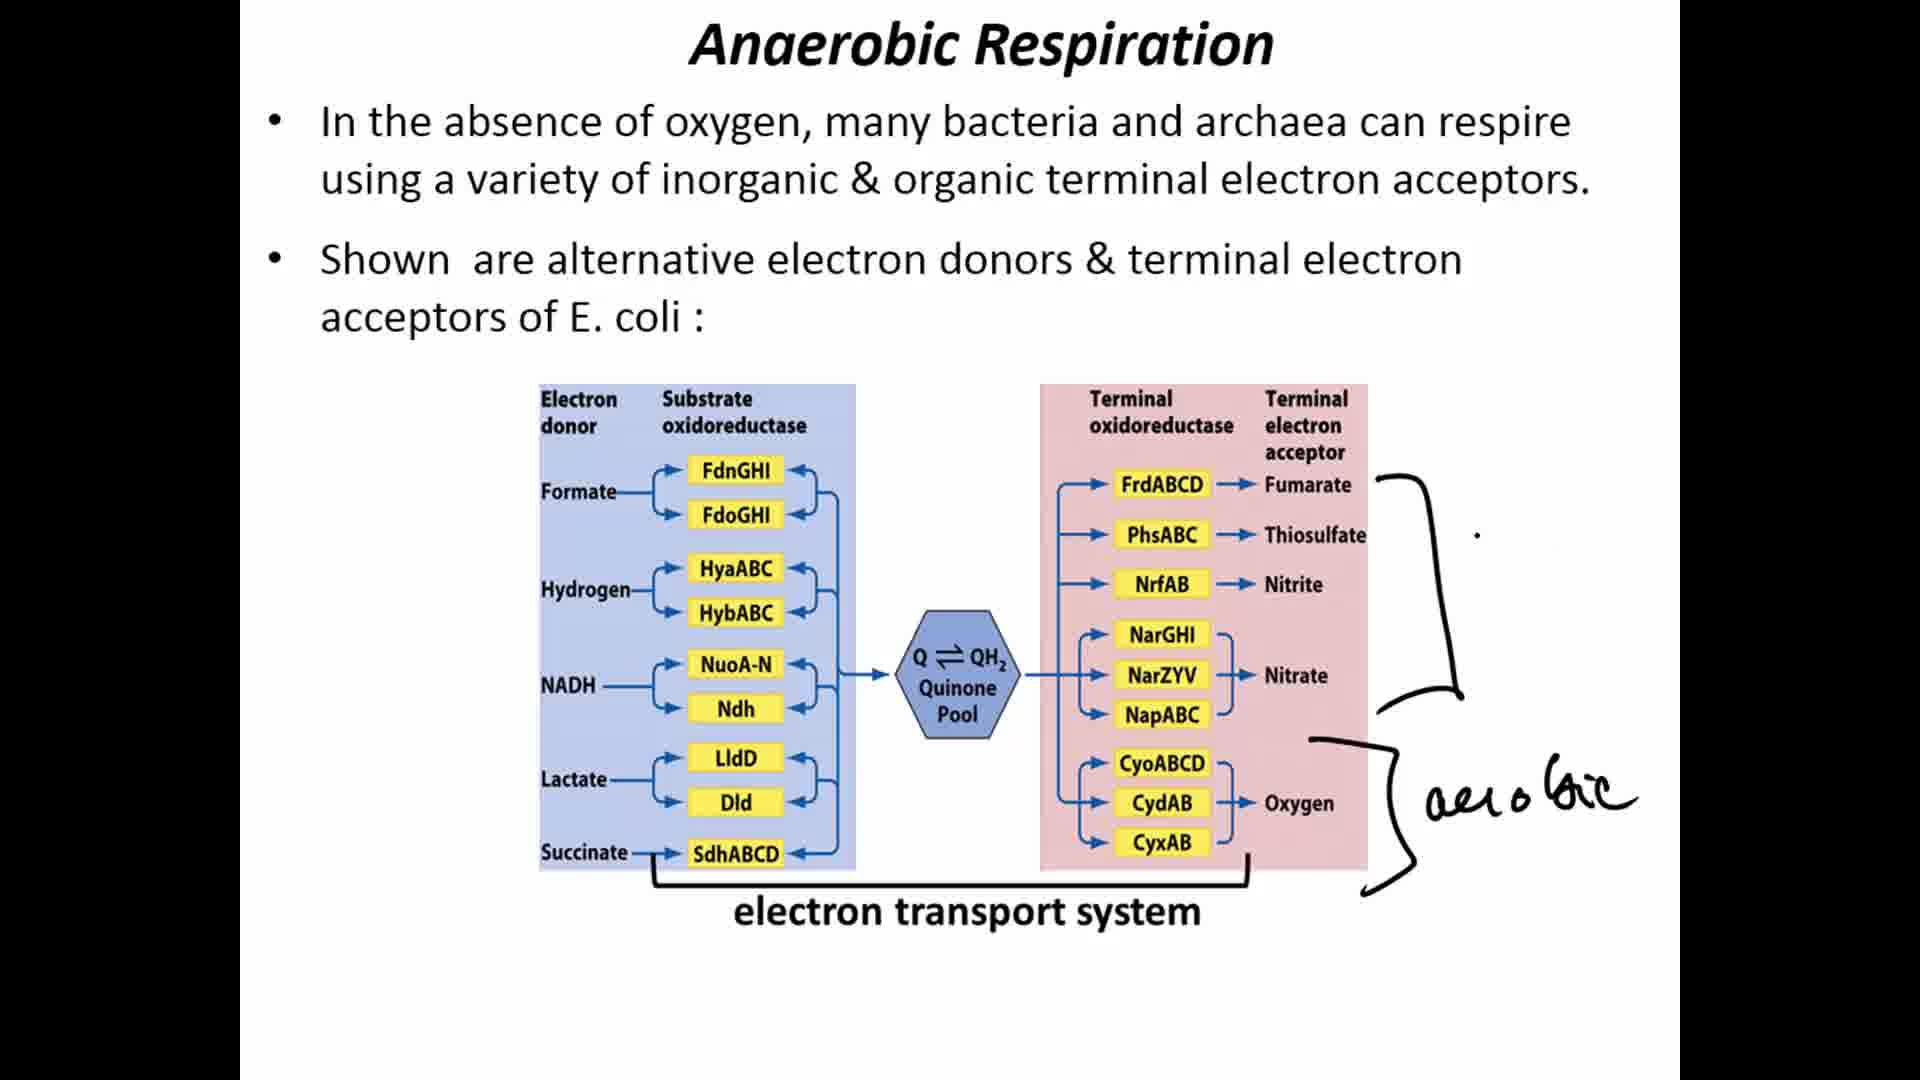 Anaerobic Respiration
• In the absence of oxygen, many bacteria and archaea can respire
using a variety of inorganic & organic terminal electron acceptors.
• Shown are alternative electron donors & terminal electron
acceptors of E. coli :
Electron
donor
Substrate
oxidoreductase
Formate
FdnGHI
FdoGHI
Hydrogen
HyaABC
HybABC
NADH
NuoA-N
Ndh
Lactate
LldD
Dld
Succinate
SdhABCD
Q ⇌ QH2
Quinone
Pool
Terminal
oxidoreductase
Terminal
electron
acceptor
FrdABCD
Fumarate
PhsABC
Thiosulfate
NrfAB
Nitrite
NarGHI
NarZYV
Nitrate
NapABC
CyoABCD
CydAB
Oxygen
CyxAB
aerobic
electron transport system